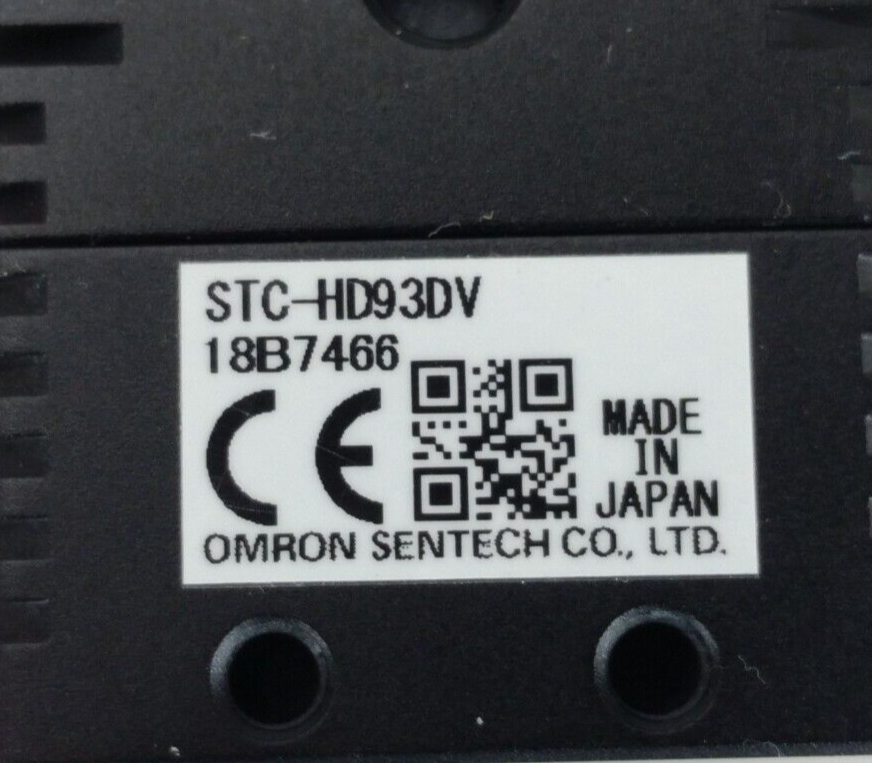 STC-HD93DV
18B7466
CE
MADE
IN
JAPAN
OMRON SENTECH CO., LTD.